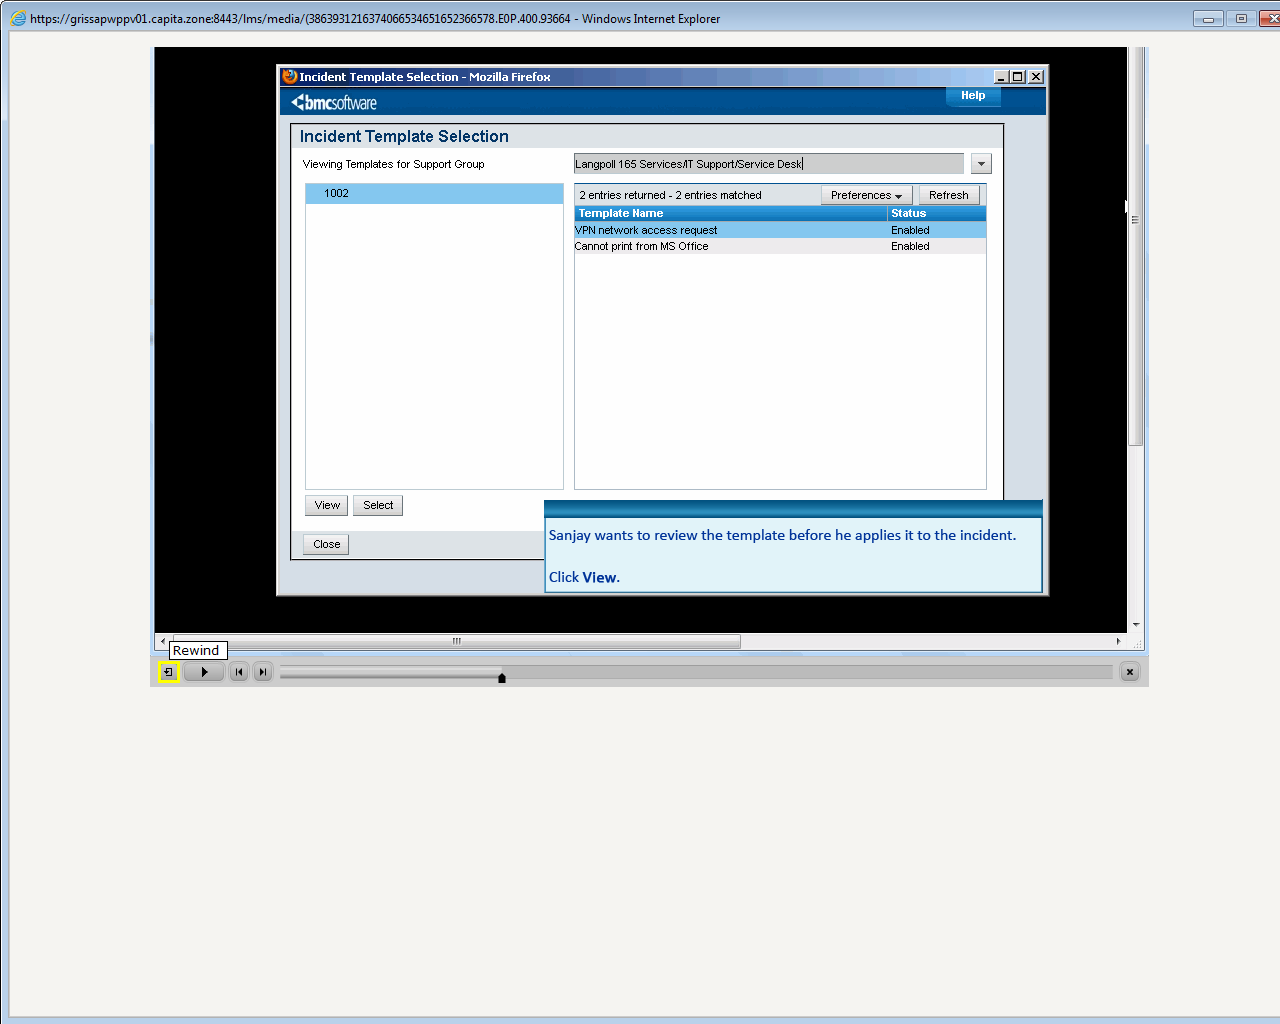 https://grissapwppv01.capita.zone:8443/lms/media/(3863931216374066534651652366578.E0P.400.93664 - Windows Internet Explorer
Incident Template Selection - Mozilla Firefox
bmcsoftware
Help
Incident Template Selection
Viewing Templates for Support Group
Langpoll 165 Services/IT Support/Service Desk
1002
2 entries returned - 2 entries matched
Preferences
Refresh
Template Name Status
VPN network access request Enabled
Cannot print from MS Office Enabled
View Select
Close
Sanjay wants to review the template before he applies it to the incident.
Click View.
Rewind